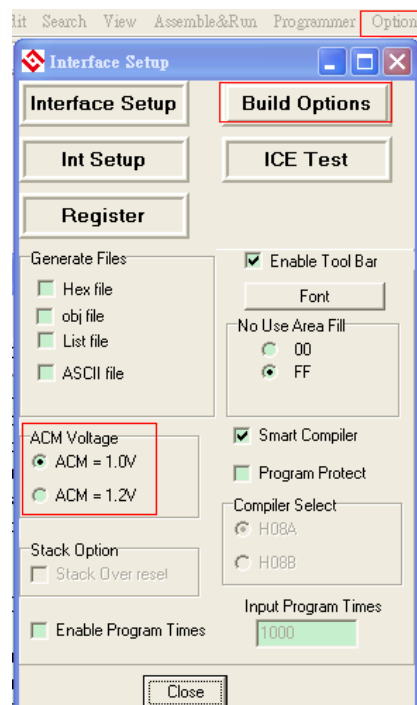 Search View Assemble&Run Programmer Option
Interface Setup
Interface Setup Build Options
Int Setup ICE Test
Register
Generate Files
Hex file
obj file
List file
ASCII file
Enable Tool Bar
Font
No Use Area Fill
00
FF
ACM Voltage
ACM = 1.0V
ACM = 1.2V
Smart Compiler
Program Protect
Compiler Select
H08A
H08B
Stack Option
Stack Over reset
Enable Program Times
Input Program Times
1000
Close